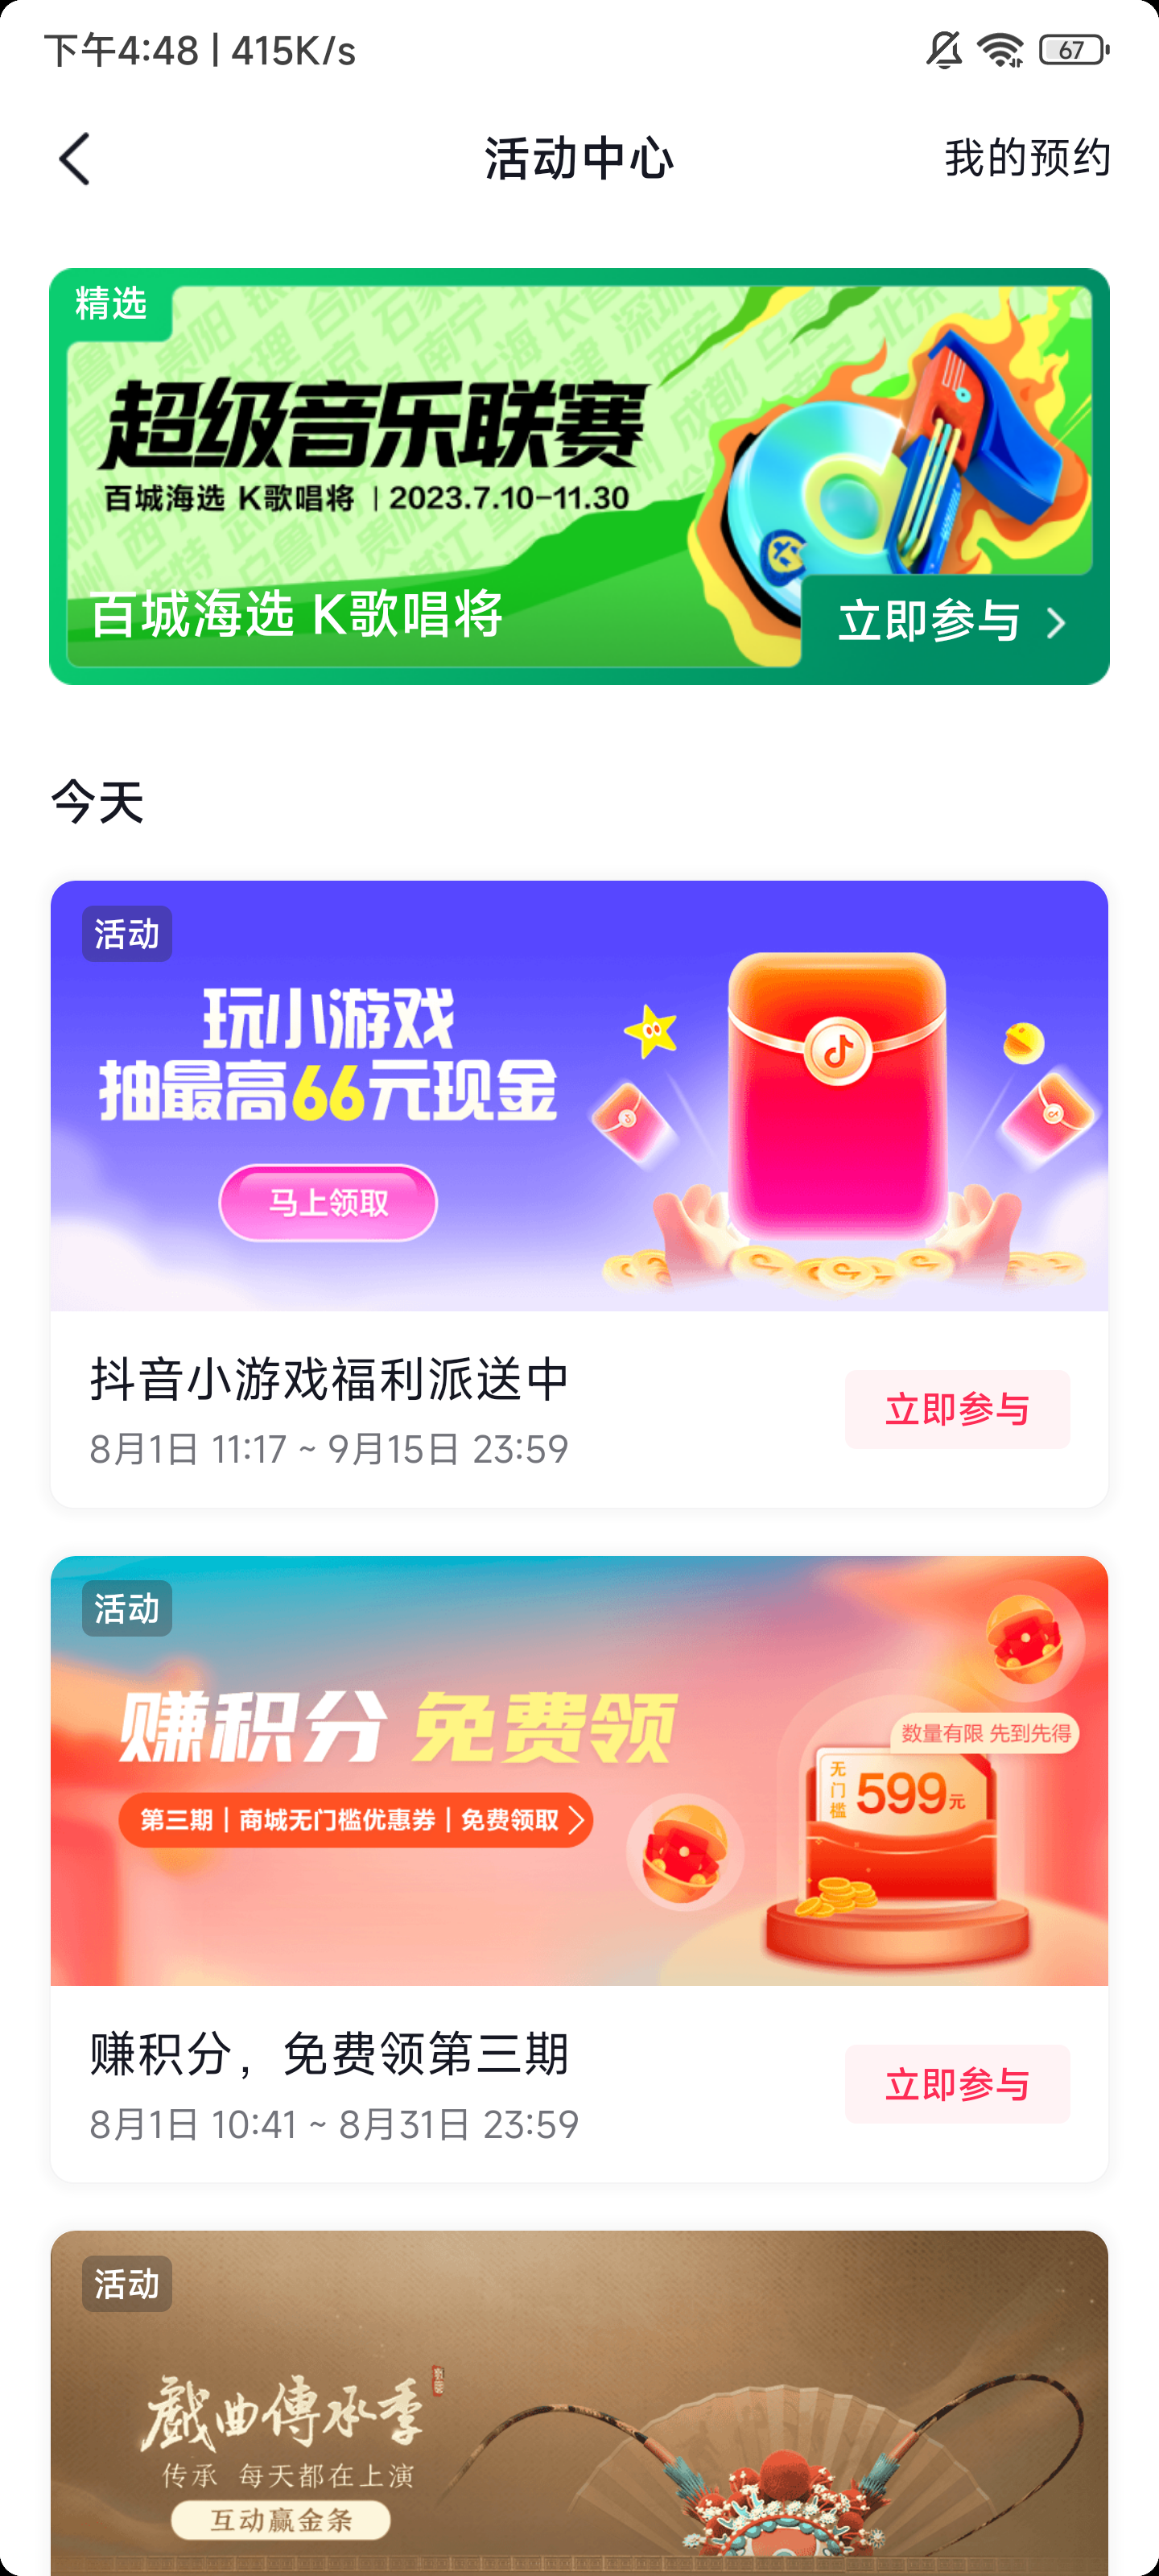 下午4:48 | 415K/s
67
活动中心
我的预约
精选
超级音乐联赛
百城海选 K歌唱将 | 2023.7.10-11.30
百城海选 K歌唱将
立即参与
今天
活动
玩小游戏
抽最高66元现金
马上领取
抖音小游戏福利派送中
8月1日 11:17 ~ 9月15日 23:59
立即参与
活动
赚积分 免费领
第三期 | 商城无门槛优惠券 | 免费领取
数量有限 先到先得
无门槛 599元
赚积分，免费领第三期
8月1日 10:41 ~ 8月31日 23:59
立即参与
活动
戲曲傳承季
传承 每天都在上演
互动赢金条